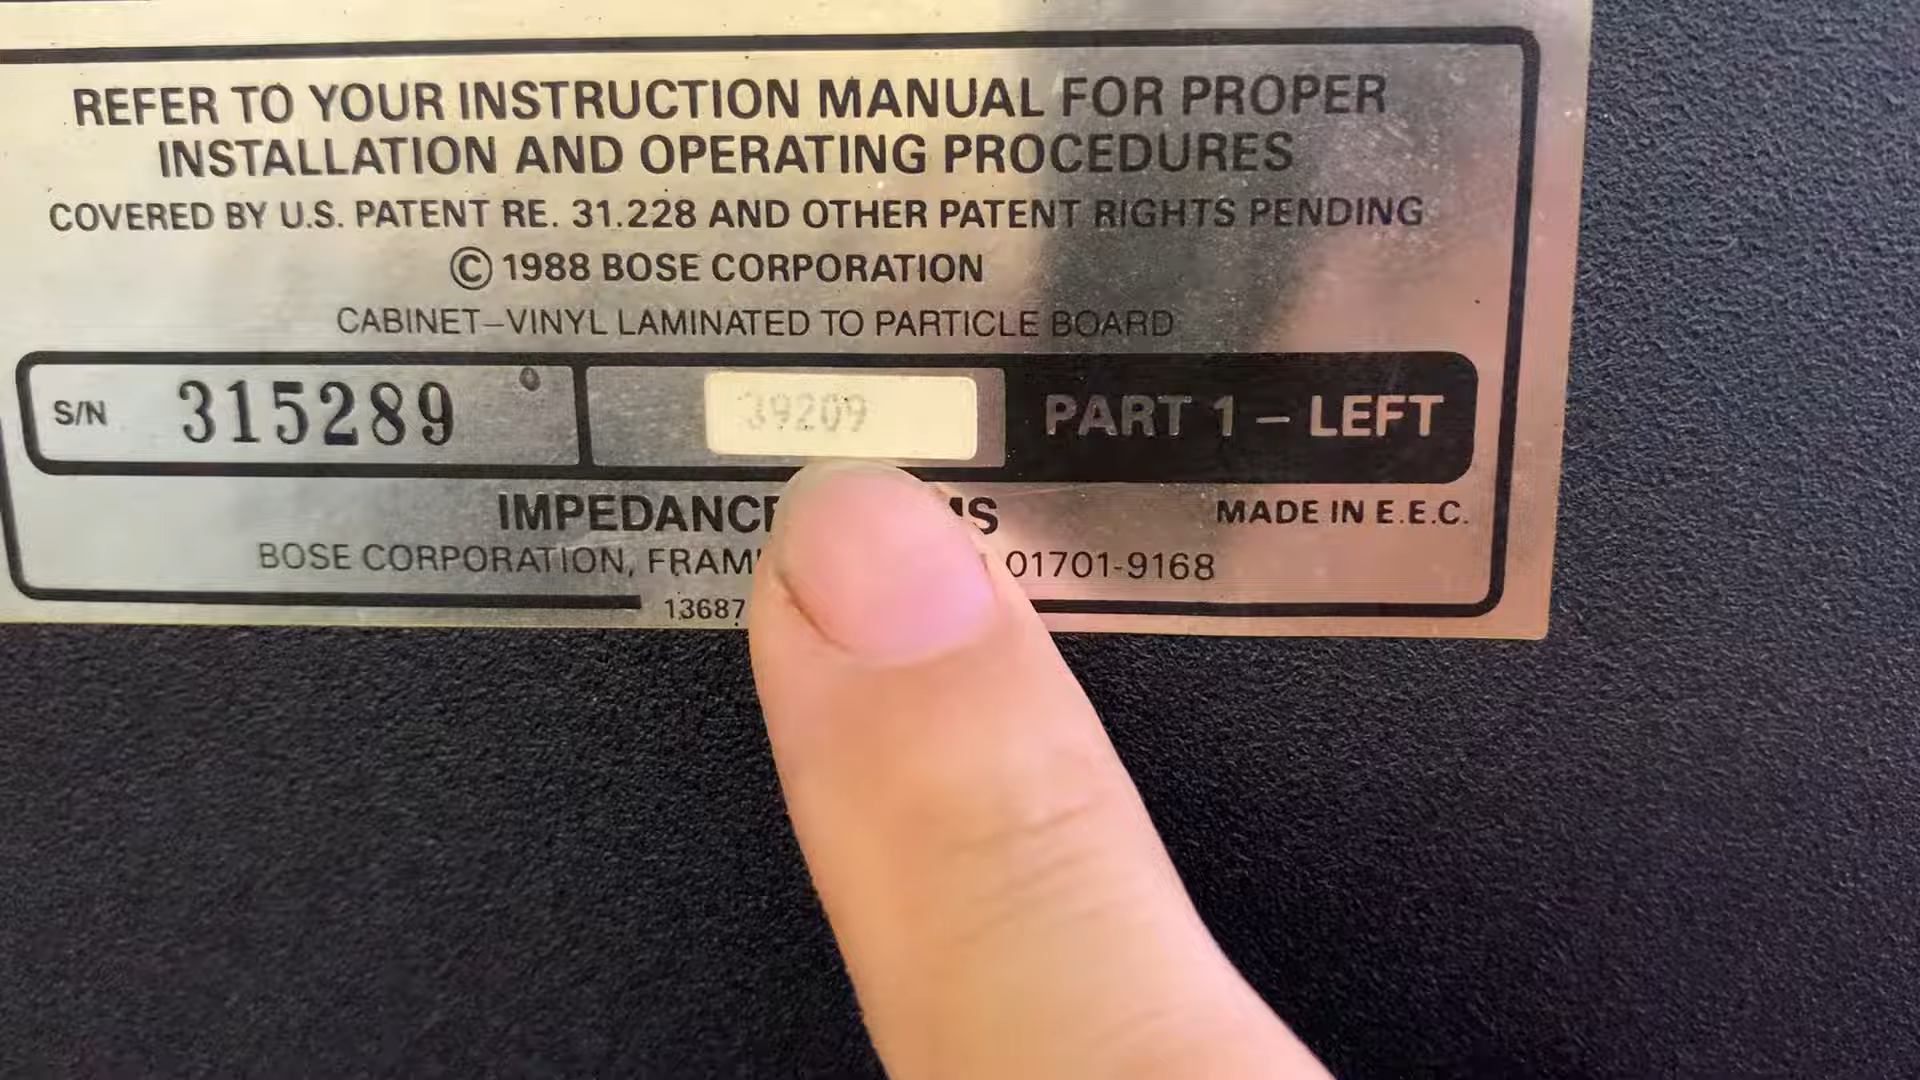 REFER TO YOUR INSTRUCTION MANUAL FOR PROPER
INSTALLATION AND OPERATING PROCEDURES
COVERED BY U.S. PATENT RE. 31.228 AND OTHER PATENT RIGHTS PENDING
© 1988 BOSE CORPORATION
CABINET–VINYL LAMINATED TO PARTICLE BOARD
S/N 315289 39209 PART 1 – LEFT
IMPEDANCE MADE IN E.E.C.
BOSE CORPORATION, 01701-9168
13687